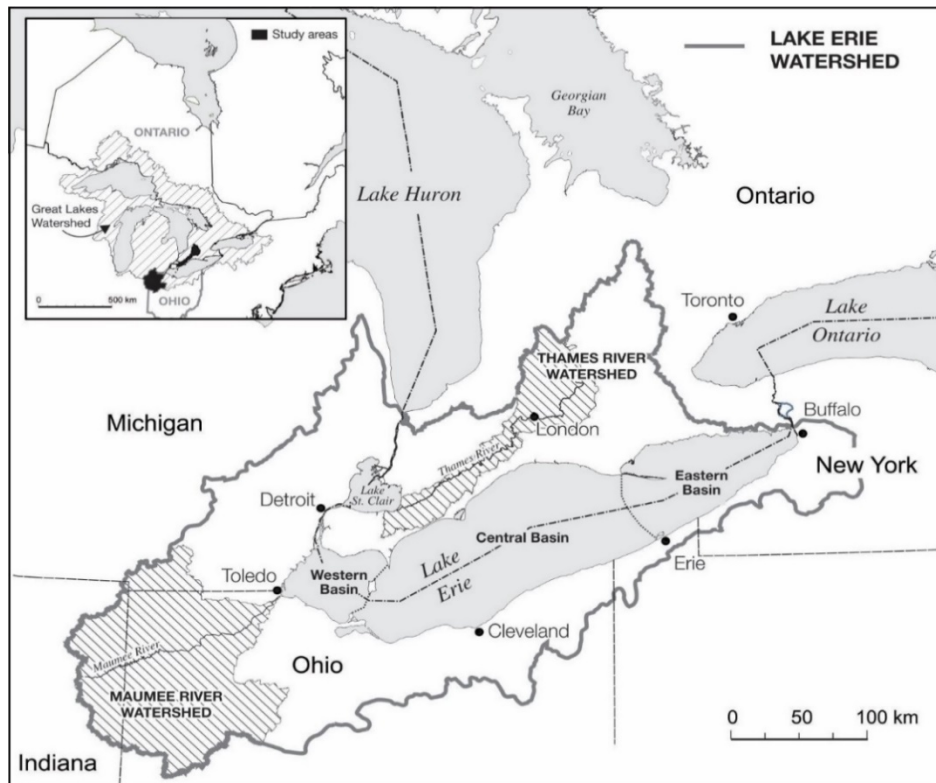 Study areas
ONTARIO
Great Lakes
Watershed
0
500 km
OHIO
LAKE ERIE
WATERSHED
Georgian
Bay
Lake Huron
Ontario
Toronto
Lake
Ontario
THAMES RIVER
WATERSHED
Michigan
London
Buffalo
Thames River
New York
Lake
St. Clair
Eastern
Basin
Detroit
Central Basin
Lake
Erie
Western
Basin
Erie
Toledo
Cleveland
Maumee River
Ohio
MAUMEE RIVER
WATERSHED
0 50 100 km
Indiana